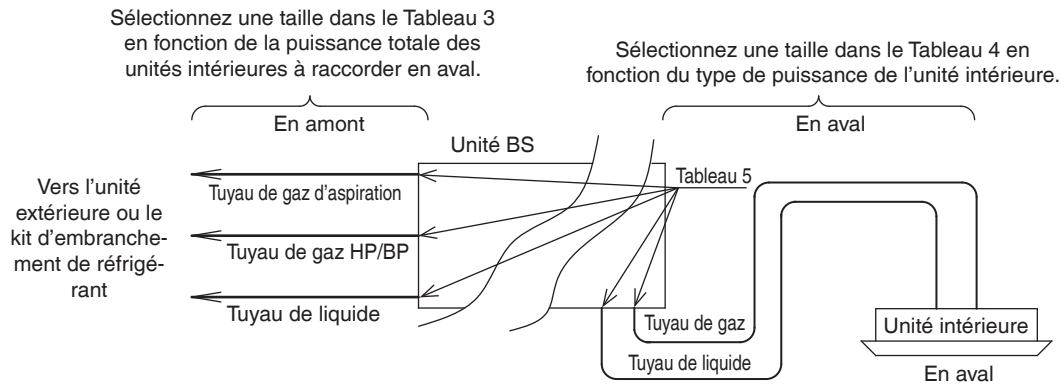 Sélectionnez une taille dans le Tableau 3
en fonction de la puissance totale des
unités intérieures à raccorder en aval.
Sélectionnez une taille dans le Tableau 4 en
fonction du type de puissance de l'unité intérieure.
En amont
En aval
Unité BS
Tableau 5
Vers l'unité
extérieure ou le
kit d'embranche-
ment de réfrigé-
rant
Tuyau de gaz d'aspiration
Tuyau de gaz HP/BP
Tuyau de liquide
Tuyau de gaz
Tuyau de liquide
Unité intérieure
En aval